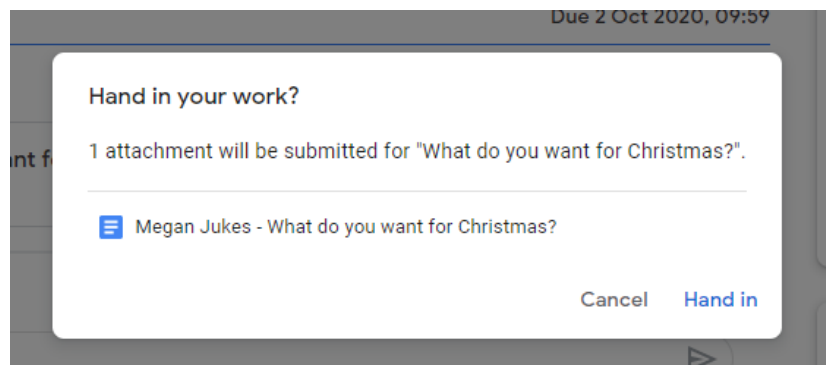 Due 2 Oct 2020, 09:59
Hand in your work?
1 attachment will be submitted for "What do you want for Christmas?".
Megan Jukes - What do you want for Christmas?
Cancel Hand in